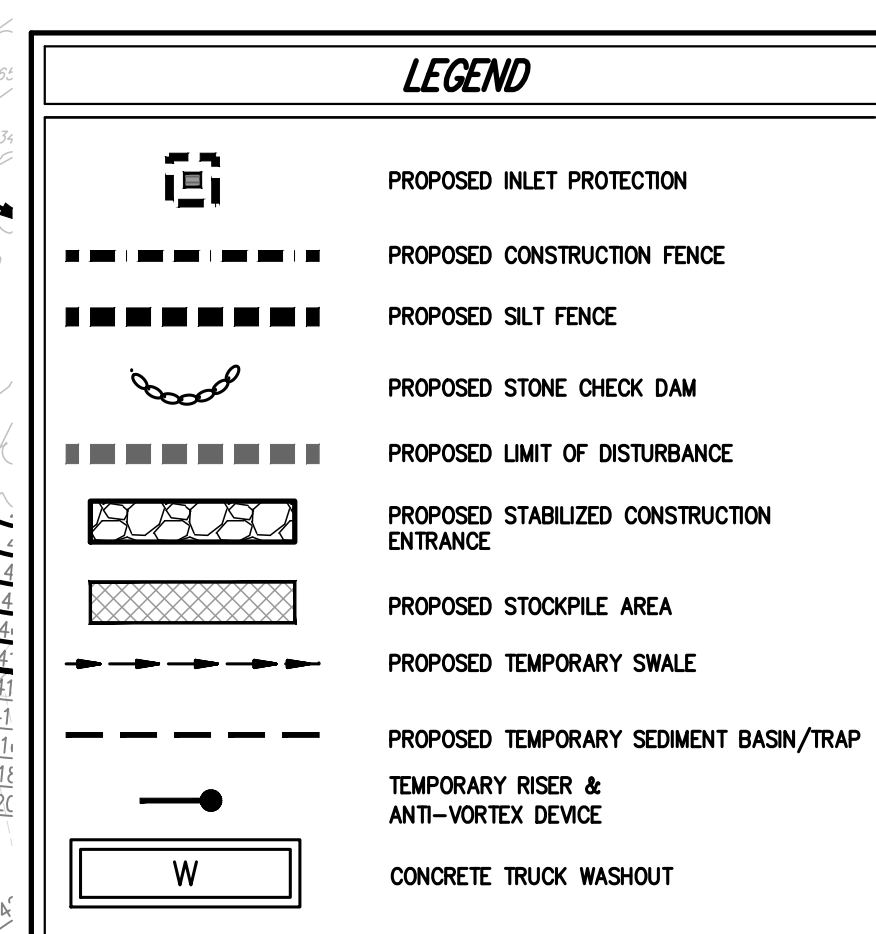 LEGEND
PROPOSED INLET PROTECTION
PROPOSED CONSTRUCTION FENCE
PROPOSED SILT FENCE
PROPOSED STONE CHECK DAM
PROPOSED LIMIT OF DISTURBANCE
PROPOSED STABILIZED CONSTRUCTION
ENTRANCE
PROPOSED STOCKPILE AREA
PROPOSED TEMPORARY SWALE
PROPOSED TEMPORARY SEDIMENT BASIN/TRAP
TEMPORARY RISER &
ANTI-VORTEX DEVICE
W
CONCRETE TRUCK WASHOUT